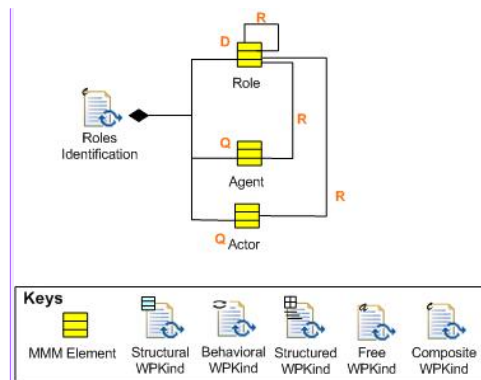 R
D
Role
Roles
Identification
R
Q
Agent
R
Q
Actor
Keys
MMM Element
Structural
WPKind
Behavioral
WPKind
Structured
WPKind
Free
WPKind
Composite
WPKind